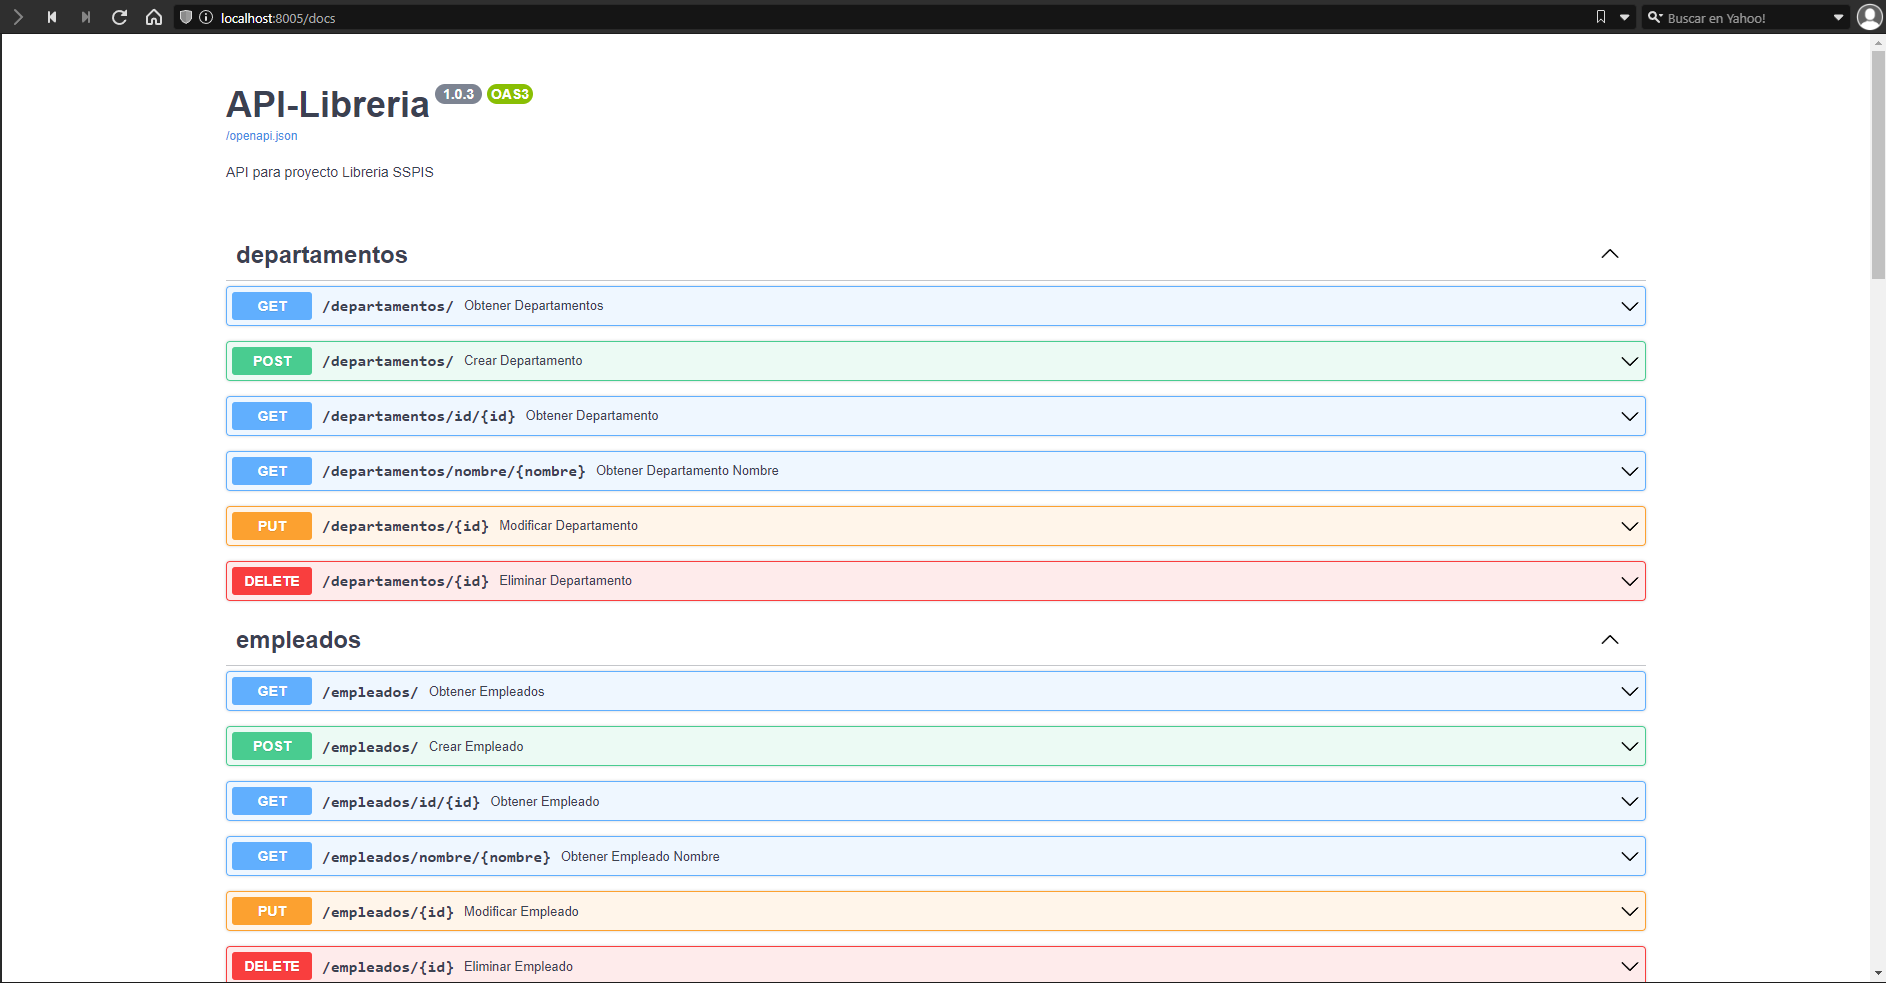 localhost:8005/docs
Buscar en Yahoo!
API-Libreria 1.0.3 OAS3
/openapi.json
API para proyecto Libreria SSPIS
departamentos
GET /departamentos/ Obtener Departamentos
POST /departamentos/ Crear Departamento
GET /departamentos/id/{id} Obtener Departamento
GET /departamentos/nombre/{nombre} Obtener Departamento Nombre
PUT /departamentos/{id} Modificar Departamento
DELETE /departamentos/{id} Eliminar Departamento
empleados
GET /empleados/ Obtener Empleados
POST /empleados/ Crear Empleado
GET /empleados/id/{id} Obtener Empleado
GET /empleados/nombre/{nombre} Obtener Empleado Nombre
PUT /empleados/{id} Modificar Empleado
DELETE /empleados/{id} Eliminar Empleado